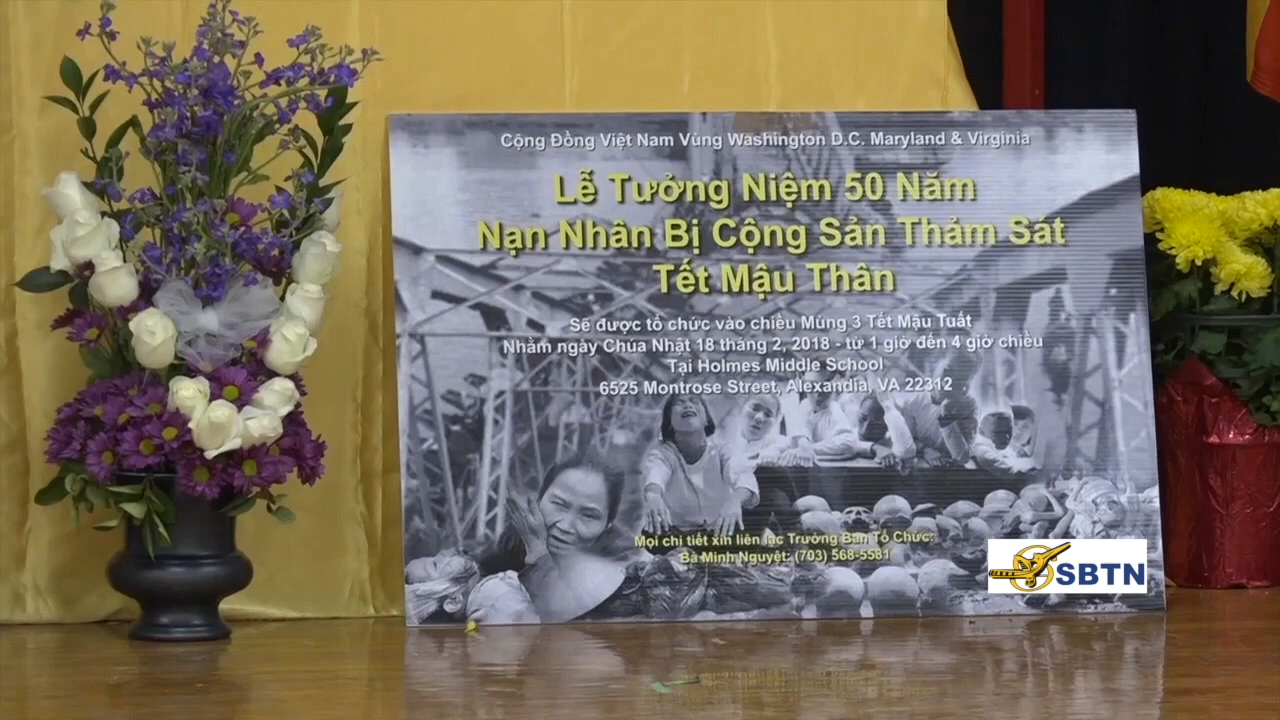 Cộng Đồng Việt Nam Vùng Washington D.C. Maryland & Virginia
Lễ Tưởng Niệm 50 Năm
Nạn Nhân Bị Cộng Sản Thảm Sát
Tết Mậu Thân
Sẽ được tổ chức vào chiều Mùng 3 Tết Mậu Tuất
Nhằm ngày Chúa Nhật 18 tháng 2, 2018 - từ 1 giờ đến 4 giờ chiều
Tại Holmes Middle School
6525 Montrose Street, Alexandia, VA 22312
Mọi chi tiết xin liên lạc Trưởng Ban Tổ Chức:
Bà Minh Nguyệt: (703) 568-5581
SBTN